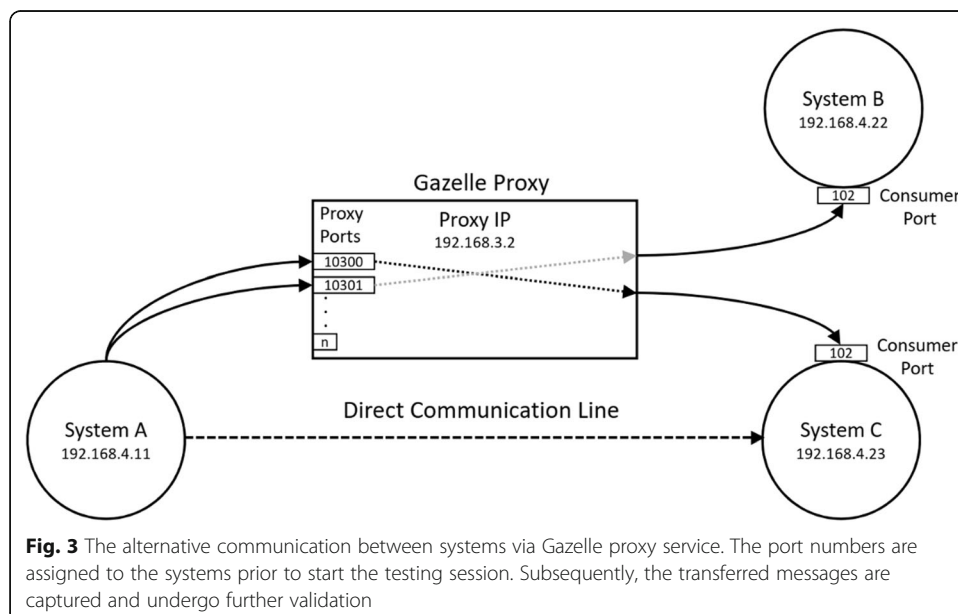 System B
192.168.4.22
102
Consumer
Port
Gazelle Proxy
Proxy
Ports
Proxy IP
192.168.3.2
10300
10301
.
.
.
n
102
Consumer
Port
Direct Communication Line
System A
192.168.4.11
System C
192.168.4.23
Fig. 3 The alternative communication between systems via Gazelle proxy service. The port numbers are
assigned to the systems prior to start the testing session. Subsequently, the transferred messages are
captured and undergo further validation